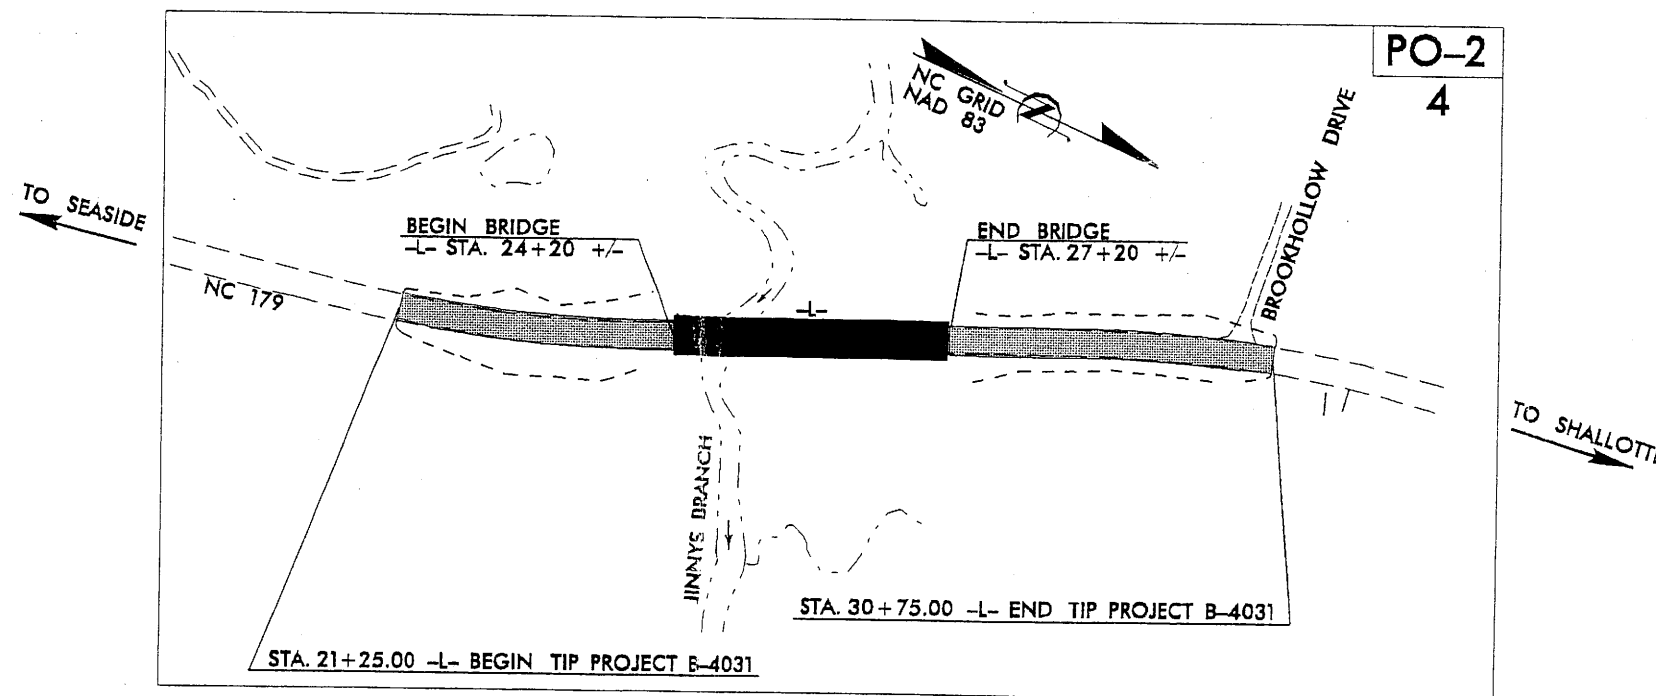 PO–2
4
NC GRID
NAD 83
BROOKHOLLOW DRIVE
TO SEASIDE
BEGIN BRIDGE
–L– STA. 24+20 +/–
END BRIDGE
–L– STA. 27+20 +/–
NC 179
–L–
TO SHALLOTTE
JINNYS BRANCH
STA. 30+75.00 –L– END TIP PROJECT B–4031
STA. 21+25.00 –L– BEGIN TIP PROJECT B–4031